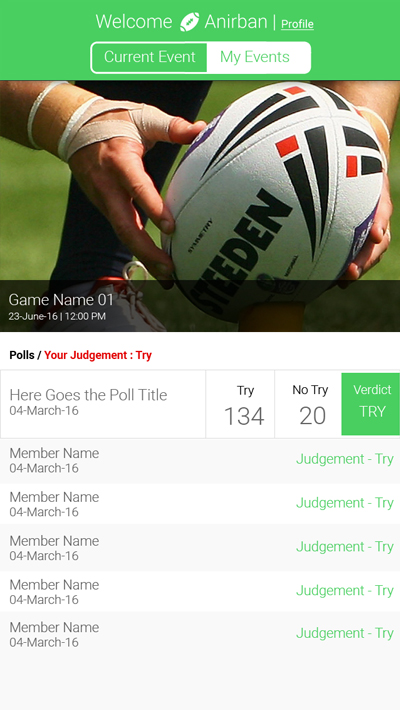 Welcome Anirban | Profile
Current Event My Events
SYMMETRY
STEEDEN
Game Name 01
23-June-16 | 12:00 PM
Polls / Your Judgement : Try
Here Goes the Poll Title
04-March-16
Try
134
No Try
20
Verdict
TRY
Member Name
04-March-16
Judgement - Try
Member Name
04-March-16
Judgement - Try
Member Name
04-March-16
Judgement - Try
Member Name
04-March-16
Judgement - Try
Member Name
04-March-16
Judgement - Try